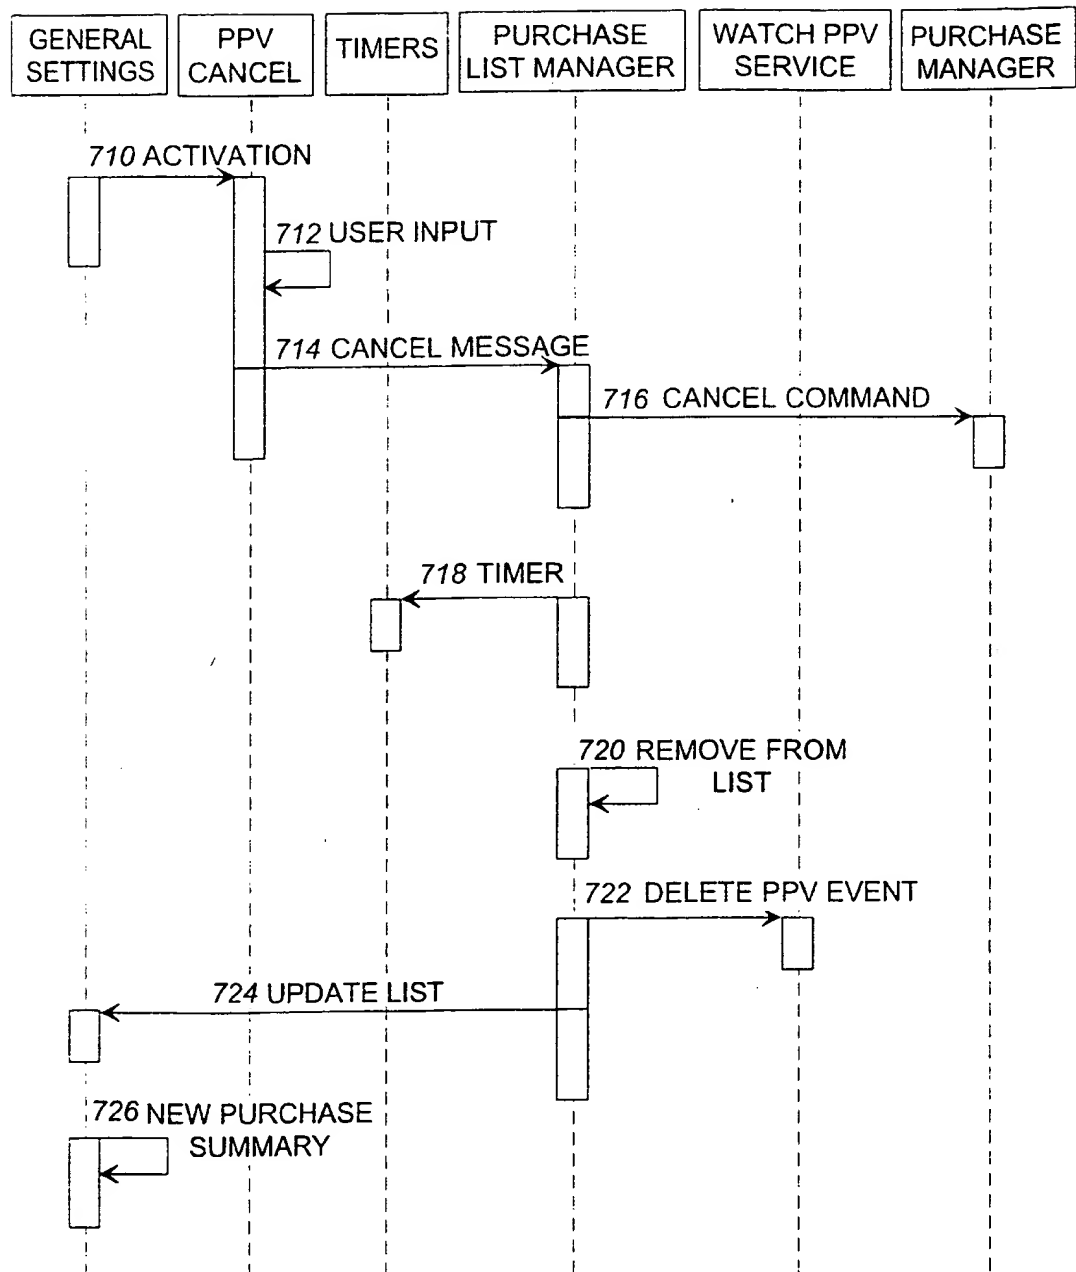 GENERAL
SETTINGS
PPV
CANCEL
TIMERS
PURCHASE
LIST MANAGER
WATCH PPV
SERVICE
PURCHASE
MANAGER
710 ACTIVATION
712 USER INPUT
714 CANCEL MESSAGE
716 CANCEL COMMAND
718 TIMER
720 REMOVE FROM
LIST
722 DELETE PPV EVENT
724 UPDATE LIST
726 NEW PURCHASE
SUMMARY